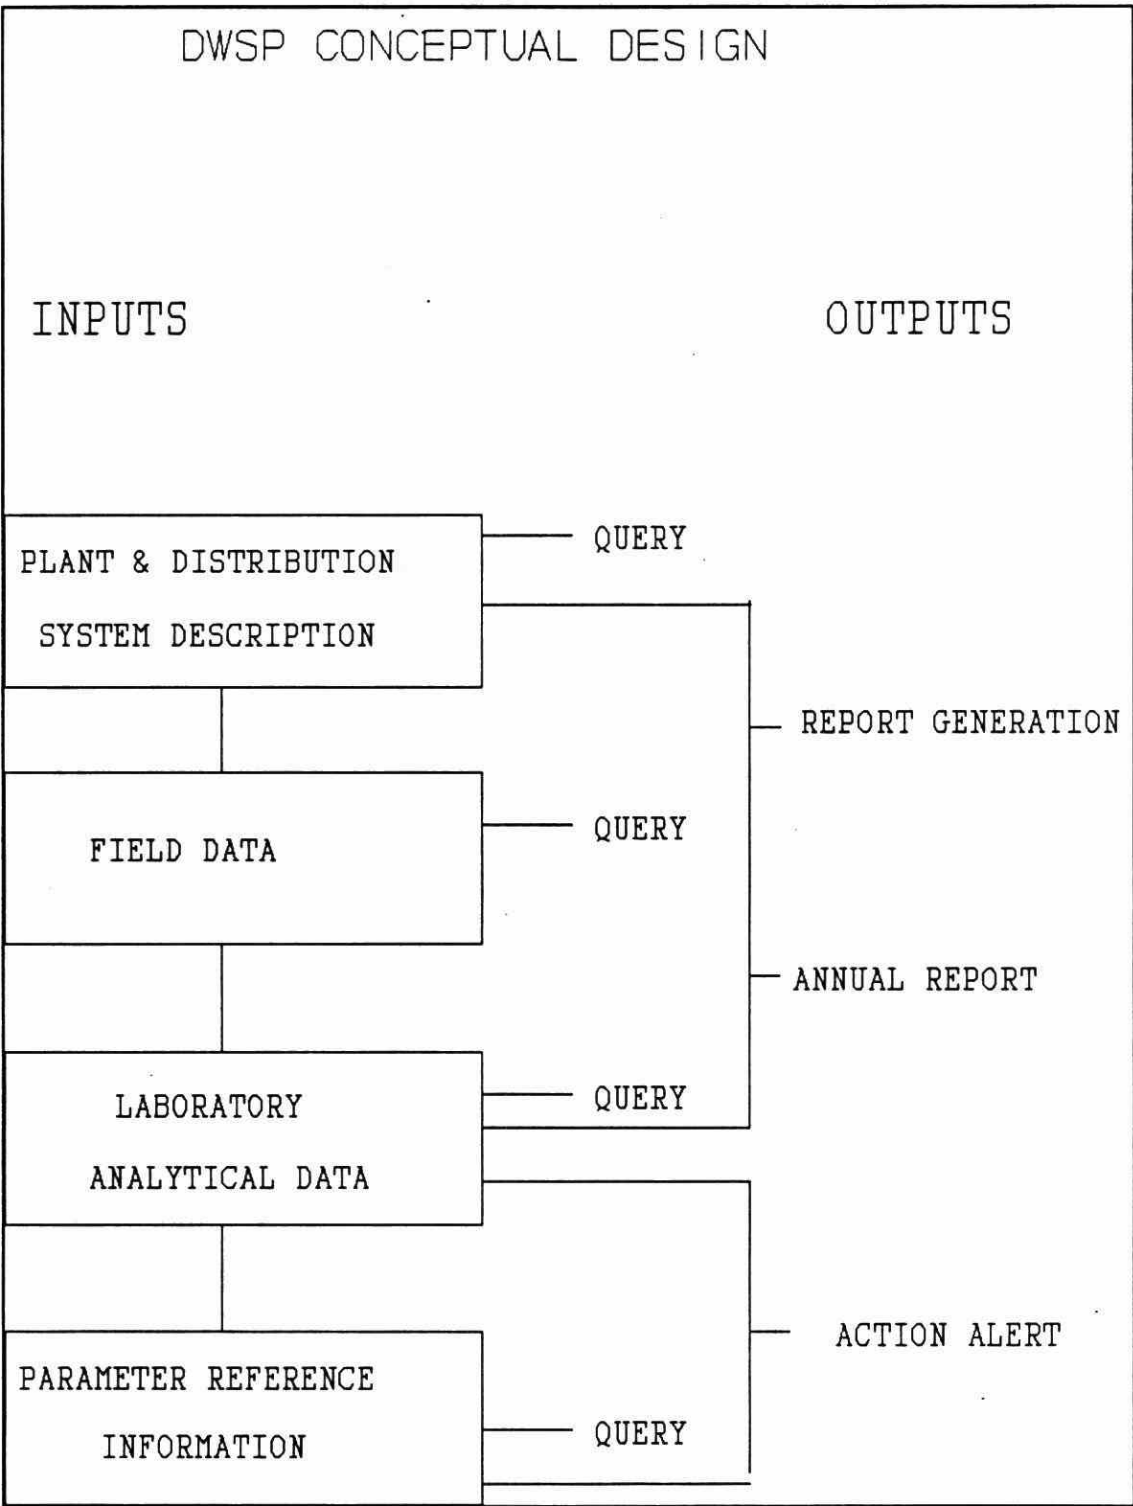 DWSP CONCEPTUAL DESIGN
INPUTS
OUTPUTS
QUERY
PLANT & DISTRIBUTION
SYSTEM DESCRIPTION
REPORT GENERATION
QUERY
FIELD DATA
ANNUAL REPORT
QUERY
LABORATORY
ANALYTICAL DATA
ACTION ALERT
PARAMETER REFERENCE
QUERY
INFORMATION